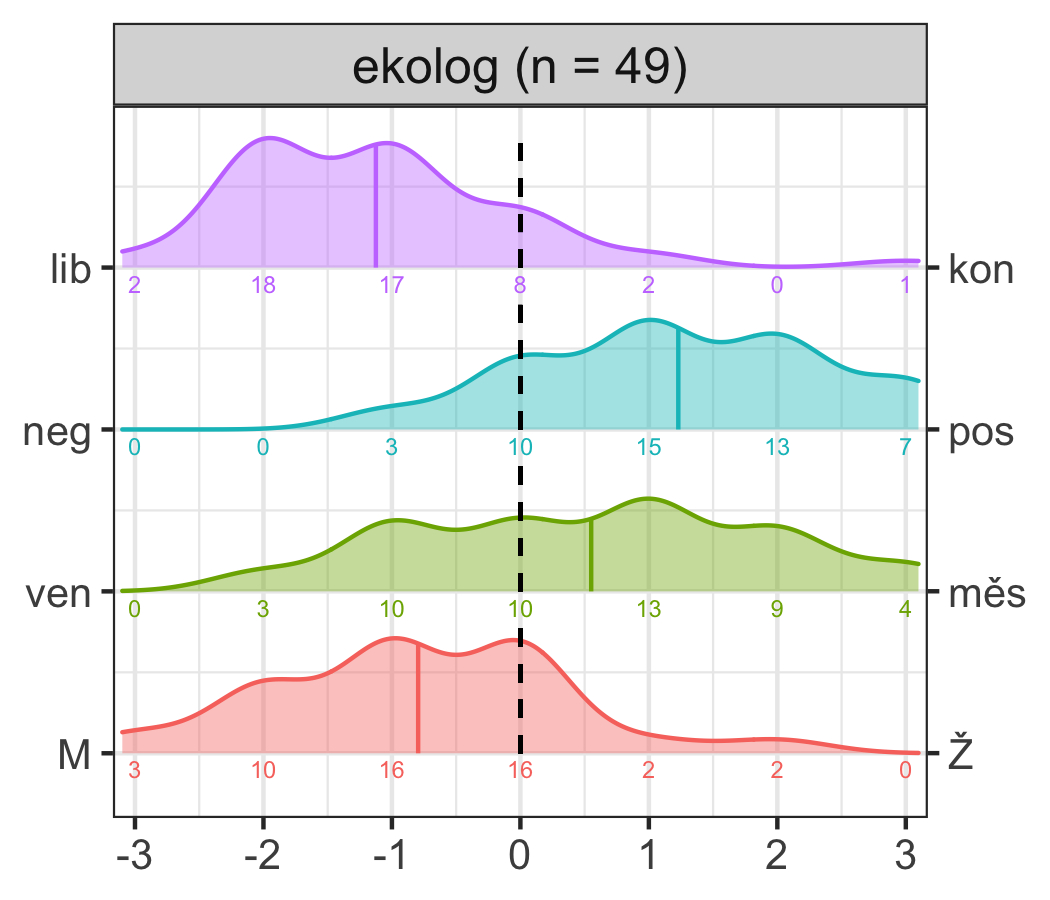 ekolog (n = 49)
lib kon
2 18 17 8 2 0 1
neg pos
0 0 3 10 15 13 7
ven měs
0 3 10 10 13 9 4
M Ž
3 10 16 16 2 2 0
-3 -2 -1 0 1 2 3